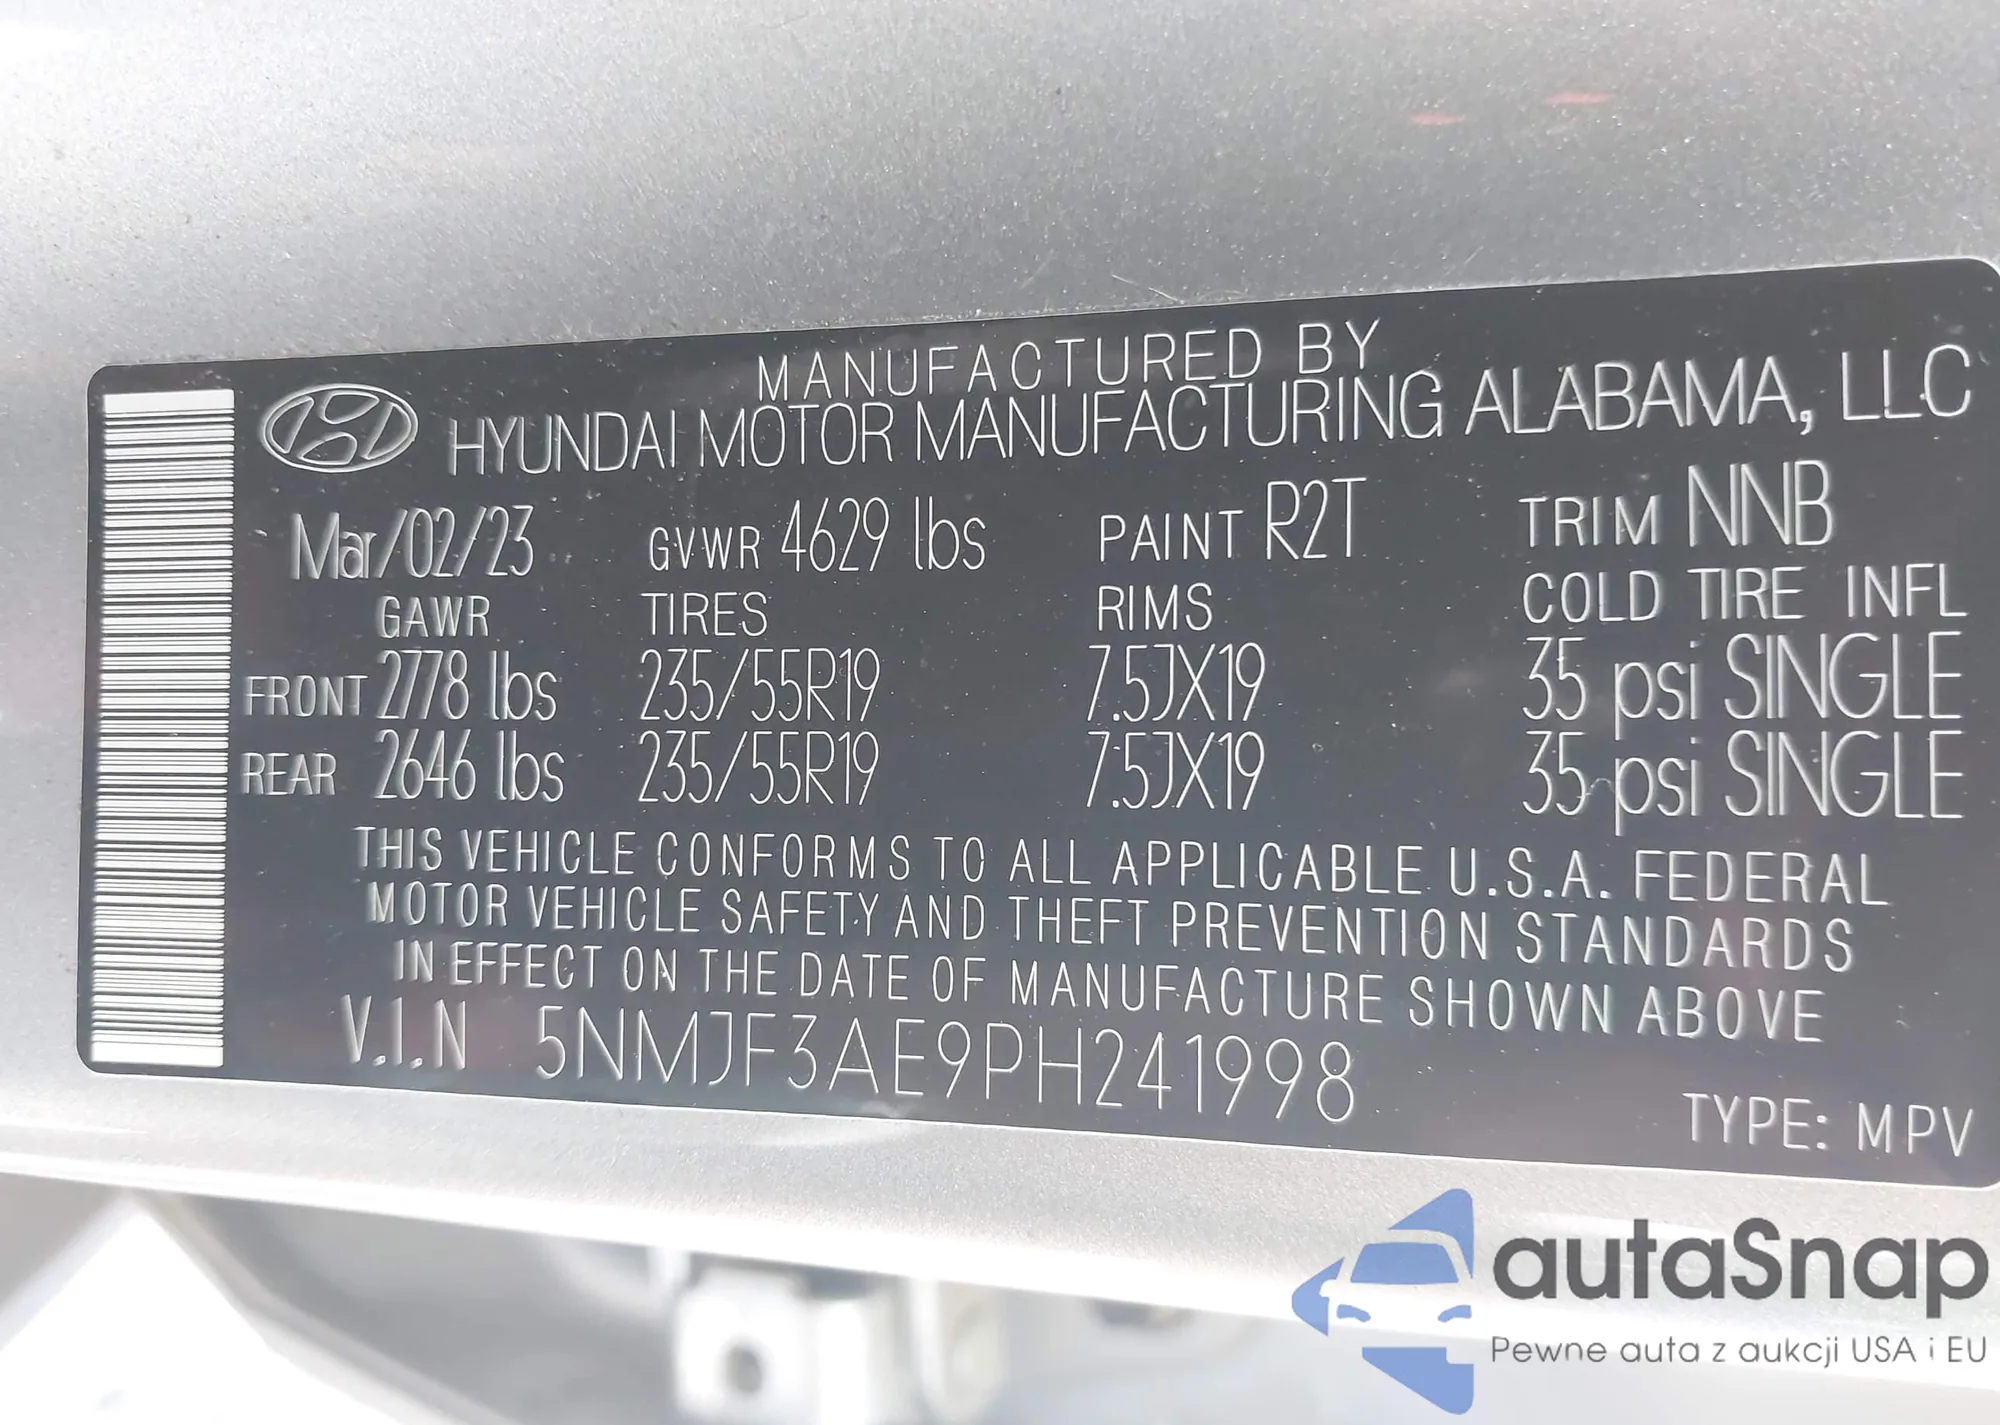 MANUFACTURED BY
HYUNDAI MOTOR MANUFACTURING ALABAMA, LLC
Mar/02/23 GVWR 4629 lbs PAINT R2T TRIM NNB
GAWR TIRES RIMS COLD TIRE INFL
FRONT 2778 lbs 235/55R19 7.5JX19 35 psi SINGLE
REAR 2646 lbs 235/55R19 7.5JX19 35 psi SINGLE
THIS VEHICLE CONFORMS TO ALL APPLICABLE U.S.A. FEDERAL
MOTOR VEHICLE SAFETY AND THEFT PREVENTION STANDARDS
IN EFFECT ON THE DATE OF MANUFACTURE SHOWN ABOVE
V.I.N 5NMJF3AE9PH241998
TYPE: MPV
autaSnap
Pewne auta z aukcji USA i EU